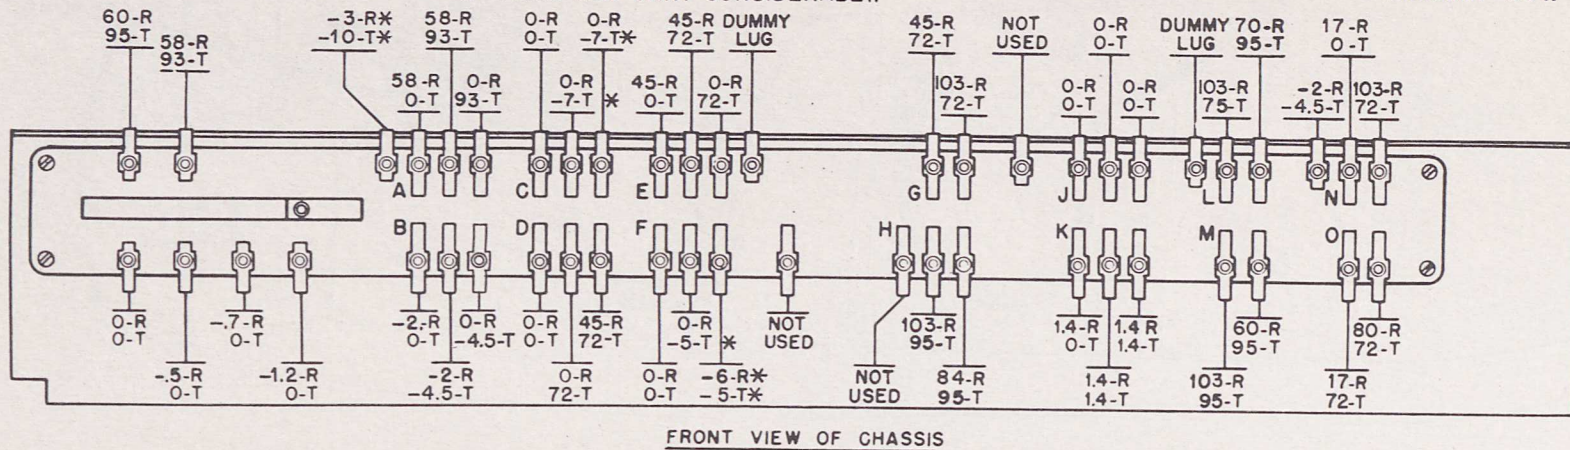 60-R
95-T
58-R
93-T
-3-R*
-10-T*
58-R
93-T
0-R
0-T
0-R
-7-T*
45-R
72-T
DUMMY
LUG
45-R
72-T
NOT
USED
0-R
0-T
DUMMY
LUG
70-R
95-T
17-R
0-T
58-R
0-T
0-R
93-T
0-R
-7-T *
45-R
0-T
0-R
72-T
103-R
72-T
0-R
0-T
0-R
0-T
103-R
75-T
-2-R
-4.5-T
103-R
72-T
A C E G J L N
B D F H K M O
0-R
0-T
-.7-R
0-T
-2.-R
0-T
0-R
-4.5-T
0-R
0-T
45-R
72-T
0-R
-5-T *
NOT
USED
103-R
95-T
1.4-R
0-T
1.4 R
1.4-T
60-R
95-T
80-R
72-T
-.5-R
0-T
-1.2-R
0-T
-2-R
-4.5-T
0-R
72-T
0-R
0-T
-6-R*
-5-T*
NOT
USED
84-R
95-T
1.4-R
1.4-T
103-R
95-T
17-R
72-T
FRONT VIEW OF CHASSIS